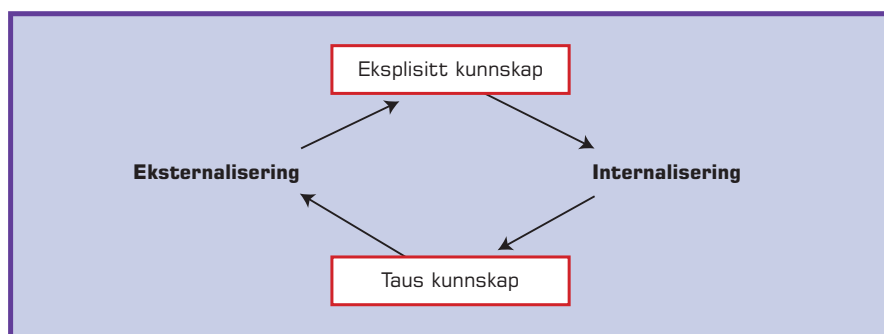 Eksplisitt kunnskap
Eksternalisering
Internalisering
Taus kunnskap